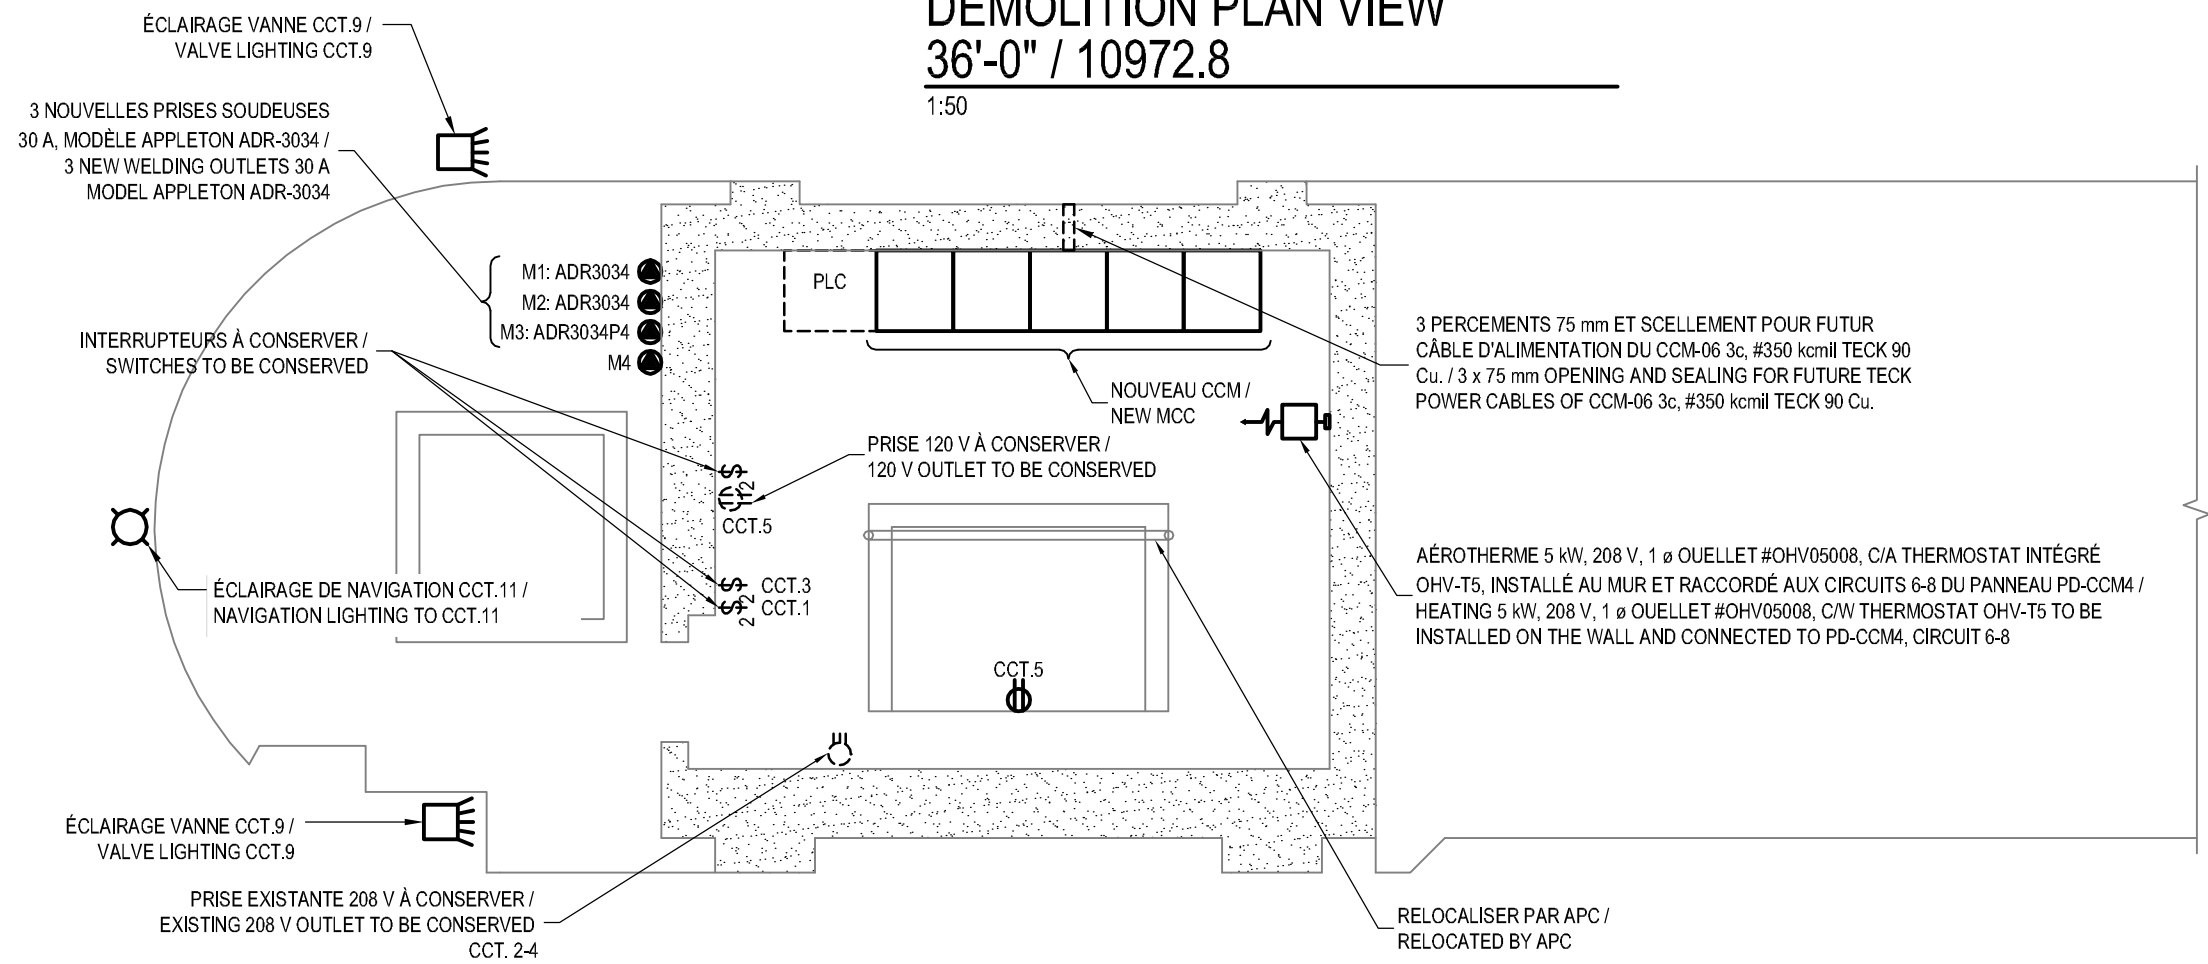 DEMOLITION PLAN VIEW
36'-0" / 10972.8
1:50
ÉCLAIRAGE VANNE CCT.9 /
VALVE LIGHTING CCT.9
3 NOUVELLES PRISES SOUDEUSES
30 A, MODÈLE APPLETON ADR-3034 /
3 NEW WELDING OUTLETS 30 A
MODEL APPLETON ADR-3034
M1: ADR3034
M2: ADR3034
M3: ADR3034P4
M4
PLC
INTERRUPTEURS À CONSERVER /
SWITCHES TO BE CONSERVED
NOUVEAU CCM /
NEW MCC
3 PERCEMENTS 75 mm ET SCELLEMENT POUR FUTUR
CÂBLE D'ALIMENTATION DU CCM-06 3c, #350 kcmil TECK 90
Cu. / 3 x 75 mm OPENING AND SEALING FOR FUTURE TECK
POWER CABLES OF CCM-06 3c, #350 kcmil TECK 90 Cu.
PRISE 120 V À CONSERVER /
120 V OUTLET TO BE CONSERVED
S
2
CCT.5
S
2
CCT.3
S
2
CCT.1
ÉCLAIRAGE DE NAVIGATION CCT.11 /
NAVIGATION LIGHTING TO CCT.11
AÉROTHERME 5 kW, 208 V, 1 ø OUELLET #OHV05008, C/A THERMOSTAT INTÉGRÉ
OHV-T5, INSTALLÉ AU MUR ET RACCORDÉ AUX CIRCUITS 6-8 DU PANNEAU PD-CCM4 /
HEATING 5 kW, 208 V, 1 ø OUELLET #OHV05008, C/W THERMOSTAT OHV-T5 TO BE
INSTALLED ON THE WALL AND CONNECTED TO PD-CCM4, CIRCUIT 6-8
CCT.5
ÉCLAIRAGE VANNE CCT.9 /
VALVE LIGHTING CCT.9
PRISE EXISTANTE 208 V À CONSERVER /
EXISTING 208 V OUTLET TO BE CONSERVED
CCT. 2-4
RELOCALISER PAR APC /
RELOCATED BY APC